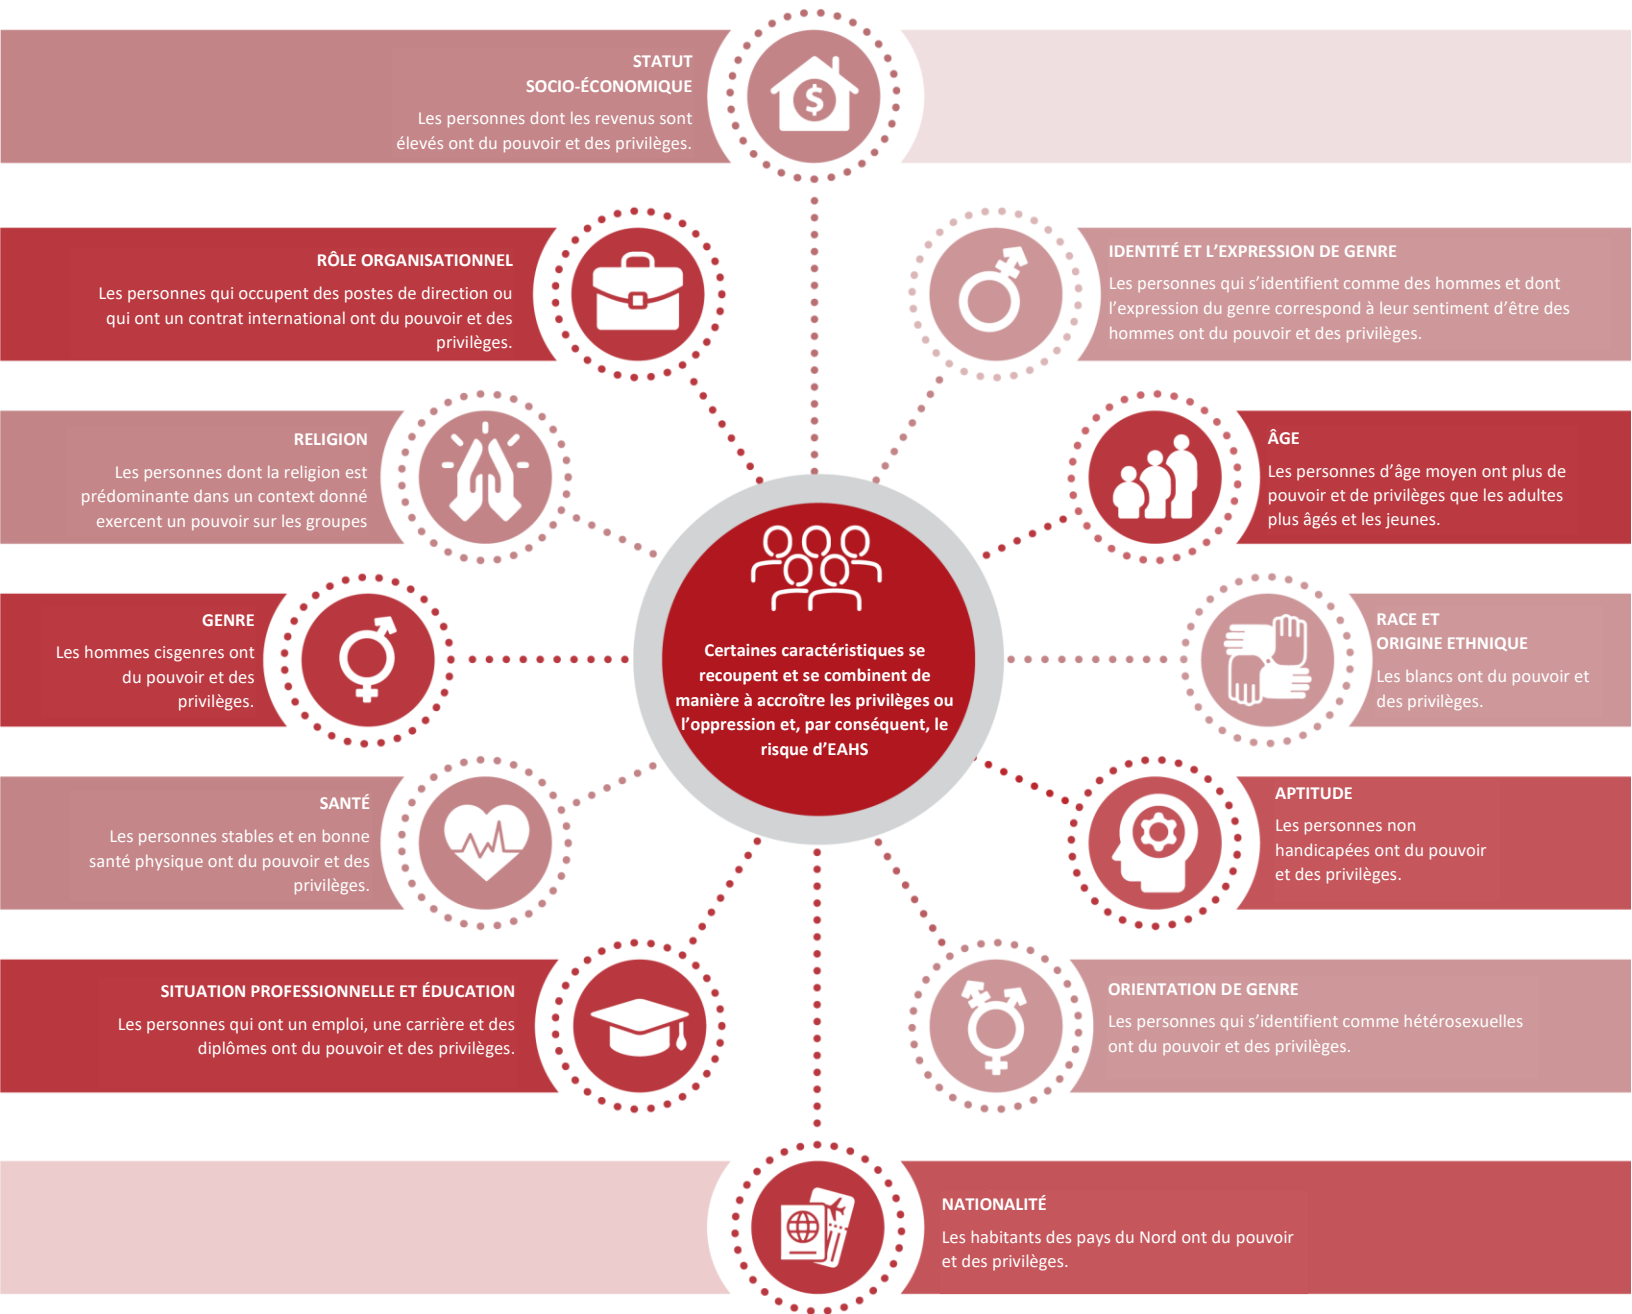 STATUT
SOCIO-ÉCONOMIQUE
Les personnes dont les revenus sont
élevés ont du pouvoir et des privilèges.
$
RÔLE ORGANISATIONNEL
Les personnes qui occupent des postes de direction ou
qui ont un contrat international ont du pouvoir et des
privilèges.
IDENTITÉ ET L'EXPRESSION DE GENRE
Les personnes qui s'identifient comme des hommes et dont
l'expression du genre correspond à leur sentiment d'être des
hommes ont du pouvoir et des privilèges.
RELIGION
Les personnes dont la religion est
prédominante dans un context donné
exercent un pouvoir sur les groupes
ÂGE
Les personnes d'âge moyen ont plus de
pouvoir et de privilèges que les adultes
plus âgés et les jeunes.
GENRE
Les hommes cisgenres ont
du pouvoir et des
privilèges.
Certaines caractéristiques se
recoupent et se combinent de
manière à accroître les privilèges ou
l'oppression et, par conséquent, le
risque d'EAHS
RACE ET
ORIGINE ETHNIQUE
Les blancs ont du pouvoir et
des privilèges.
SANTÉ
Les personnes stables et en bonne
santé physique ont du pouvoir et des
privilèges.
APTITUDE
Les personnes non
handicapées ont du pouvoir
et des privilèges.
SITUATION PROFESSIONNELLE ET ÉDUCATION
Les personnes qui ont un emploi, une carrière et des
diplômes ont du pouvoir et des privilèges.
ORIENTATION DE GENRE
Les personnes qui s'identifient comme hétérosexuelles
ont du pouvoir et des privilèges.
NATIONALITÉ
Les habitants des pays du Nord ont du pouvoir
et des privilèges.